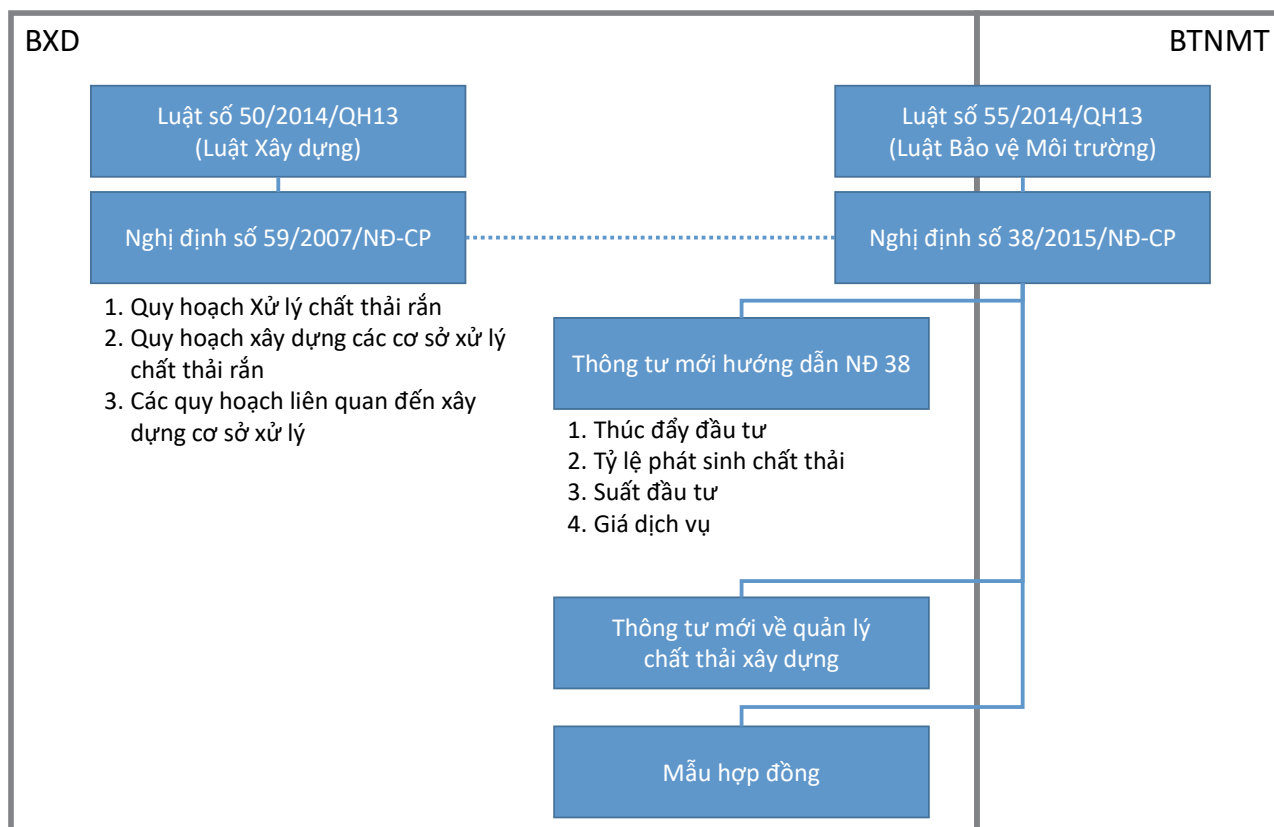 BXD
BTNMT
Luật số 50/2014/QH13
(Luật Xây dựng)
Luật số 55/2014/QH13
(Luật Bảo vệ Môi trường)
Nghị định số 59/2007/NĐ-CP
Nghị định số 38/2015/NĐ-CP
1. Quy hoạch Xử lý chất thải rắn
2. Quy hoạch xây dựng các cơ sở xử lý
chất thải rắn
3. Các quy hoạch liên quan đến xây
dựng cơ sở xử lý
Thông tư mới hướng dẫn NĐ 38
1. Thúc đẩy đầu tư
2. Tỷ lệ phát sinh chất thải
3. Suất đầu tư
4. Giá dịch vụ
Thông tư mới về quản lý
chất thải xây dựng
Mẫu hợp đồng